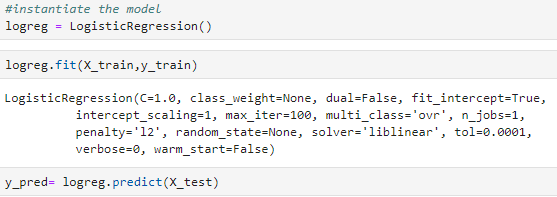 #instantiate the model
logreg = LogisticRegression()
logreg.fit(X_train,y_train)
LogisticRegression(C=1.0, class_weight=None, dual=False, fit_intercept=True,
intercept_scaling=1, max_iter=100, multi_class='ovr', n_jobs=1,
penalty='l2', random_state=None, solver='liblinear', tol=0.0001,
verbose=0, warm_start=False)
y_pred= logreg.predict(X_test)